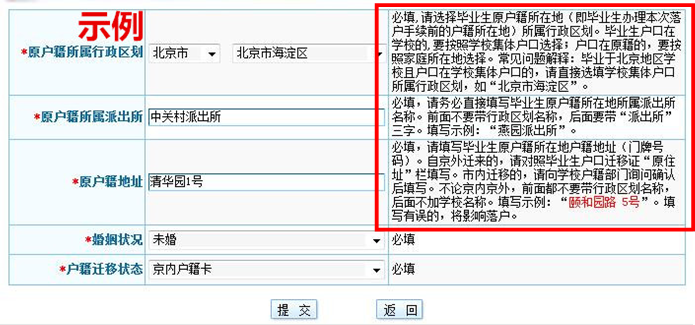 示例
*原户籍所属行政区划 北京市 北京市海淀区
必填,请选择毕业生原户籍所在地(即毕业生办理本次落
户手续前的户籍所在地)所属行政区划。毕业生户口在
学校的,要按照学校集体户口选择;户口在原籍的,要按
照家庭所在地选择。常见问题解释:毕业于北京地区学
校且户口在学校集体户口的,请直接选填学校集体户口
所属行政区划,如“北京市海淀区”。
*原户籍所属派出所 中关村派出所
必填,请务必直接填写毕业生原户籍所在地所属派出所
名称。前面不要带行政区划名称,后面要带“派出所”
三字。填写示例:“燕园派出所”。
*原户籍地址 清华园1号
必填,请填写毕业生原户籍所在地户籍地址(门牌号
码)。自京外迁来的,请对照毕业生户口迁移证“原住
址”栏填写。市内迁移的,请向学校户籍部门询问确认
后填写。不论京内京外,前面都不要带行政区划名称,
后面不加学校名称。填写示例:“颐和园路 5号”。填
写有误的,将影响落户。
*婚姻状况 未婚 必填
*户籍迁移状态 京内户籍卡 必填
提 交 返 回